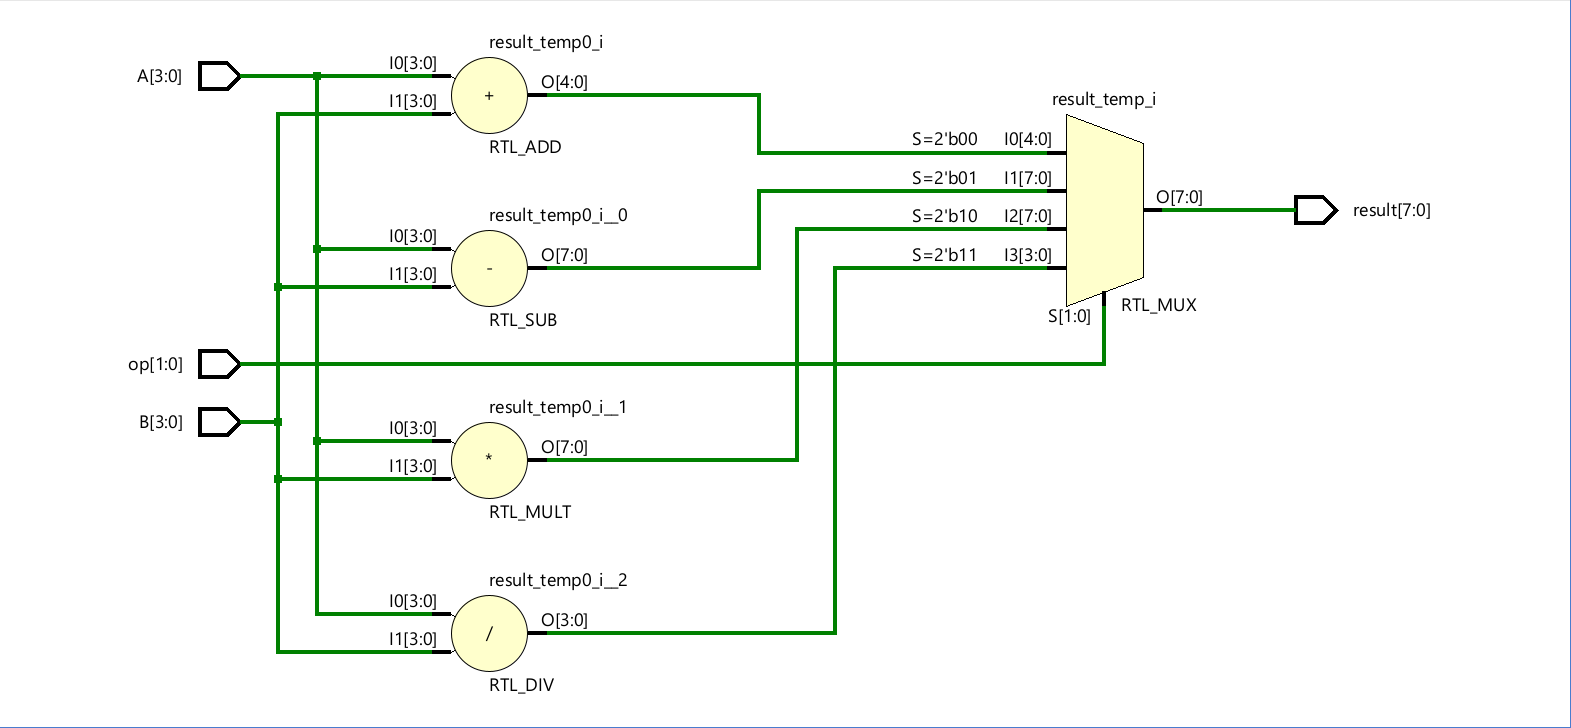 result_temp0_i
A[3:0]
I0[3:0]
I1[3:0]
+
O[4:0]
RTL_ADD
result_temp0_i__0
I0[3:0]
I1[3:0]
-
O[7:0]
RTL_SUB
op[1:0]
B[3:0]
result_temp0_i__1
I0[3:0]
I1[3:0]
*
O[7:0]
RTL_MULT
result_temp0_i__2
I0[3:0]
I1[3:0]
/
O[3:0]
RTL_DIV
result_temp_i
S=2'b00 I0[4:0]
S=2'b01 I1[7:0]
S=2'b10 I2[7:0]
S=2'b11 I3[3:0]
S[1:0]
RTL_MUX
O[7:0]
result[7:0]